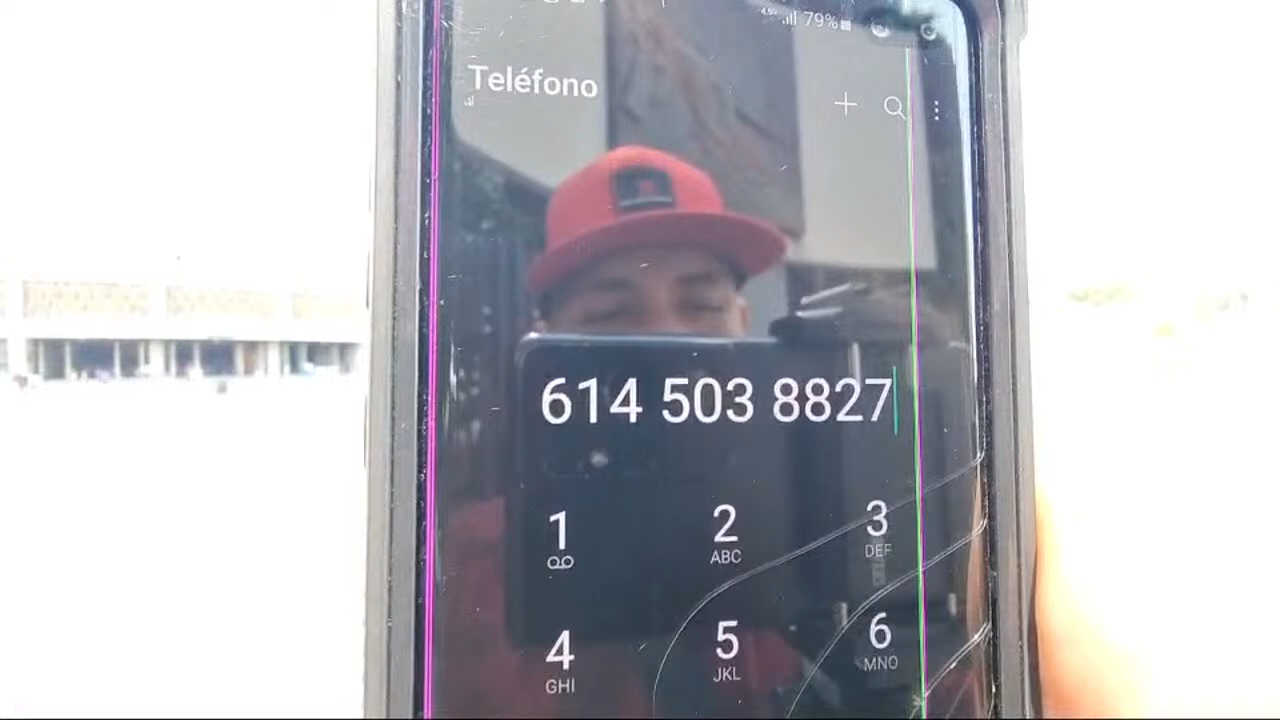 79%
Teléfono
614 503 8827
1
2
ABC
3
DEF
4
GHI
5
JKL
6
MNO